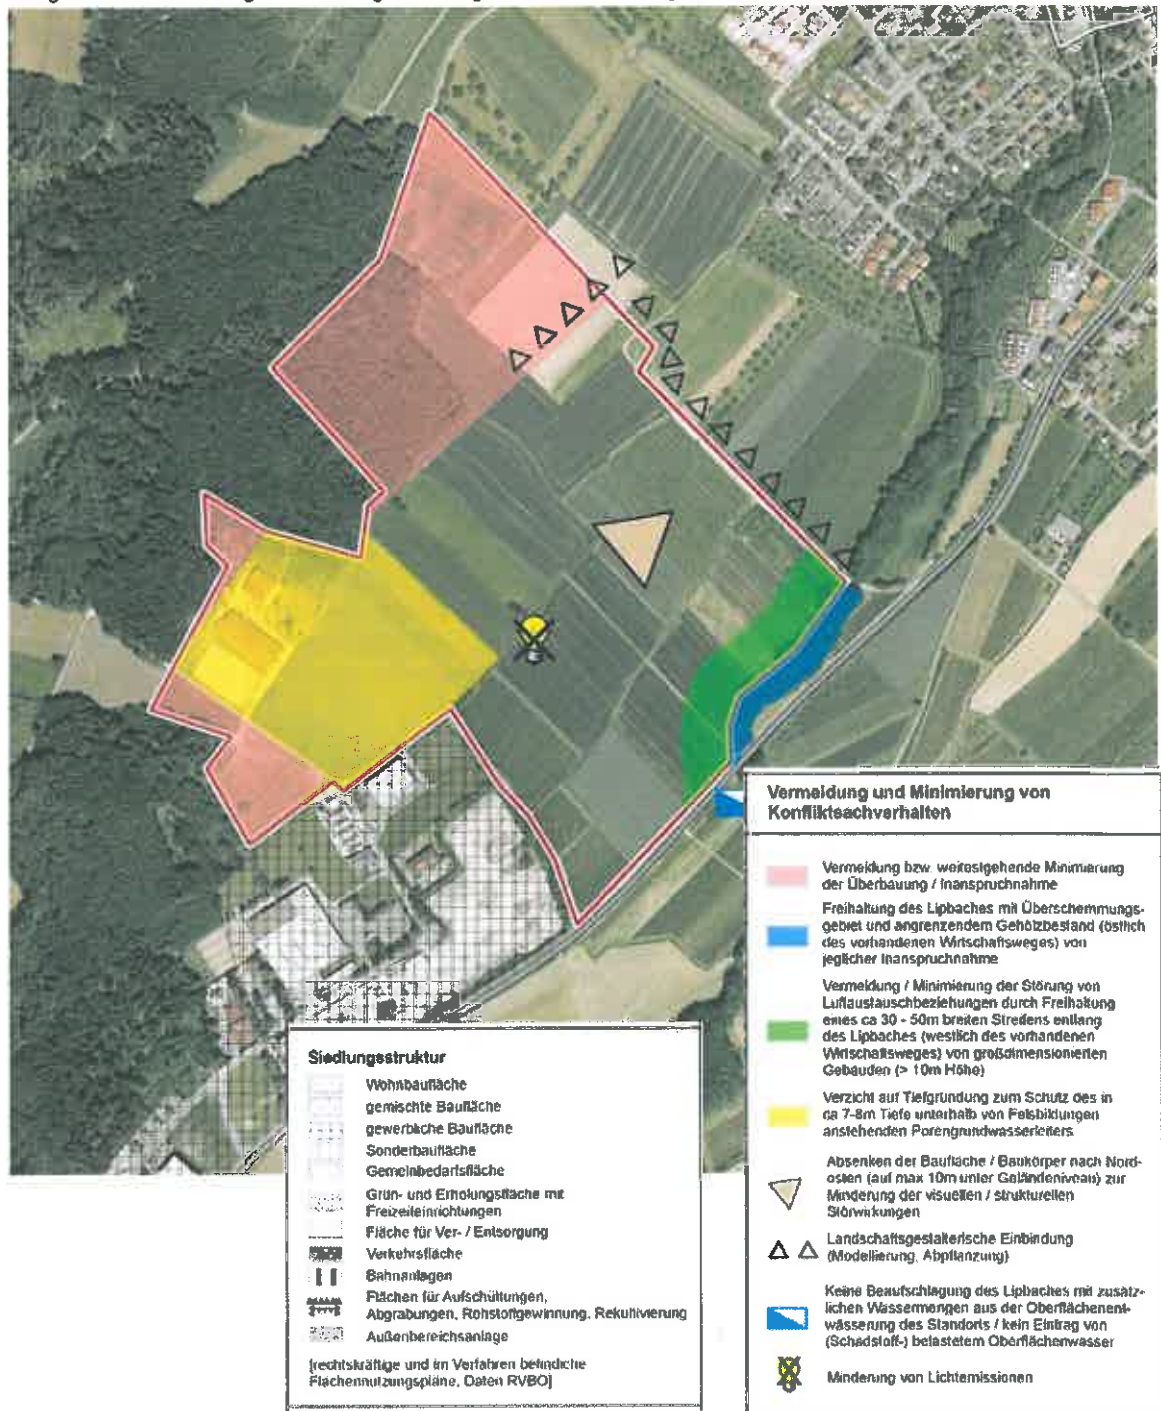 Vermeidung und Minimierung von
Konfliktsachverhalten
Vermeidung bzw. weitestgehende Minimierung
der Überbauung / Inanspruchnahme
Freihaltung des Lipbaches mit Überschemmungs-
gebiet und angrenzendem Gehölzbestand (östlich
des vorhandenen Wirtschaftsweges) von
jeglicher Inanspruchnahme
Vermeidung / Minimierung der Störung von
Luftaustauschbeziehungen durch Freihaltung
eines ca 30 - 50m breiten Streifens entlang
des Lipbaches (westlich des vorhandenen
Wirtschaftsweges) von großdimensionierten
Gebäuden (> 10m Höhe)
Verzicht auf Tiefgründung zum Schutz des in
ca 7-8m Tiefe unterhalb von Felsbildungen
anstehenden Porengrundwasserleiters
Absenken der Baufläche / Baukörper nach Nord-
osten (auf max 10m unter Geländeniveau) zur
Minderung der visuellen / strukturellen
Störwirkungen
Landschaftsgestalterische Einbindung
(Modellierung, Abpflanzung)
Keine Beaufschlagung des Lipbaches mit zusätz-
lichen Wassermengen aus der Oberflächenent-
wässerung des Standorts / kein Eintrag von
(Schadstoff-) belastetem Oberflächenwasser
Minderung von Lichtemissionen
Siedlungsstruktur
Wohnbaufläche
gemischte Baufläche
gewerbliche Baufläche
Sonderbaufläche
Gemeinbedarfsfläche
Grün- und Erholungsfläche mit
Freizeiteinrichtungen
Fläche für Ver- / Entsorgung
Verkehrsfläche
Bahnanlagen
Flächen für Aufschüttungen,
Abgrabungen, Rohstoffgewinnung, Rekultivierung
Außenbereichsanlage
[rechtskräftige und im Verfahren befindliche
Flächennutzungspläne, Daten RVBO]